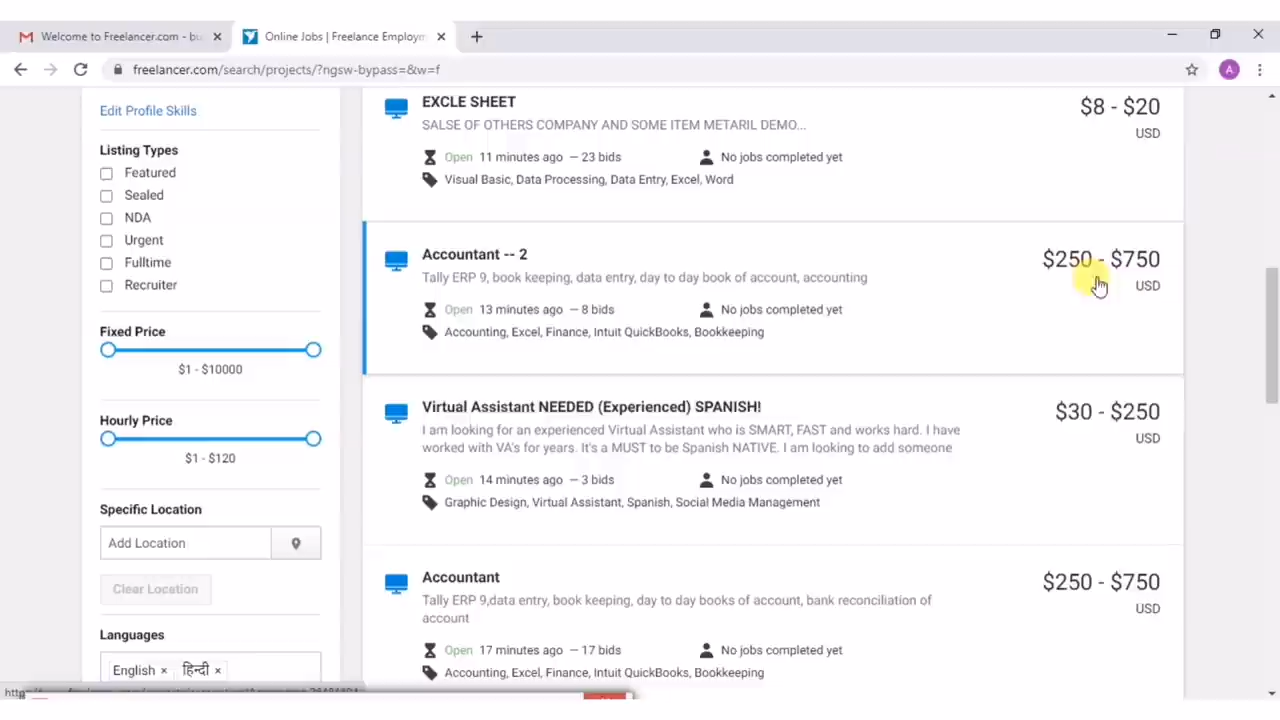 Welcome to Freelancer.com - bu
Online Jobs | Freelance Employm
freelancer.com/search/projects/?ngsw-bypass=&w=f
A
Edit Profile Skills
Listing Types
Featured
Sealed
NDA
Urgent
Fulltime
Recruiter
Fixed Price
$1 - $10000
Hourly Price
$1 - $120
Specific Location
Add Location
Clear Location
Languages
English × हिन्दी ×
EXCLE SHEET
$8 - $20
USD
SALSE OF OTHERS COMPANY AND SOME ITEM METARIL DEMO...
Open 11 minutes ago — 23 bids
No jobs completed yet
Visual Basic, Data Processing, Data Entry, Excel, Word
Accountant -- 2
$250 - $750
USD
Tally ERP 9, book keeping, data entry, day to day book of account, accounting
Open 13 minutes ago — 8 bids
No jobs completed yet
Accounting, Excel, Finance, Intuit QuickBooks, Bookkeeping
Virtual Assistant NEEDED (Experienced) SPANISH!
$30 - $250
USD
I am looking for an experienced Virtual Assistant who is SMART, FAST and works hard. I have
worked with VA's for years. It's a MUST to be Spanish NATIVE. I am looking to add someone
Open 14 minutes ago — 3 bids
No jobs completed yet
Graphic Design, Virtual Assistant, Spanish, Social Media Management
Accountant
$250 - $750
USD
Tally ERP 9,data entry, book keeping, day to day books of account, bank reconciliation of
account
Open 17 minutes ago — 17 bids
No jobs completed yet
Accounting, Excel, Finance, Intuit QuickBooks, Bookkeeping